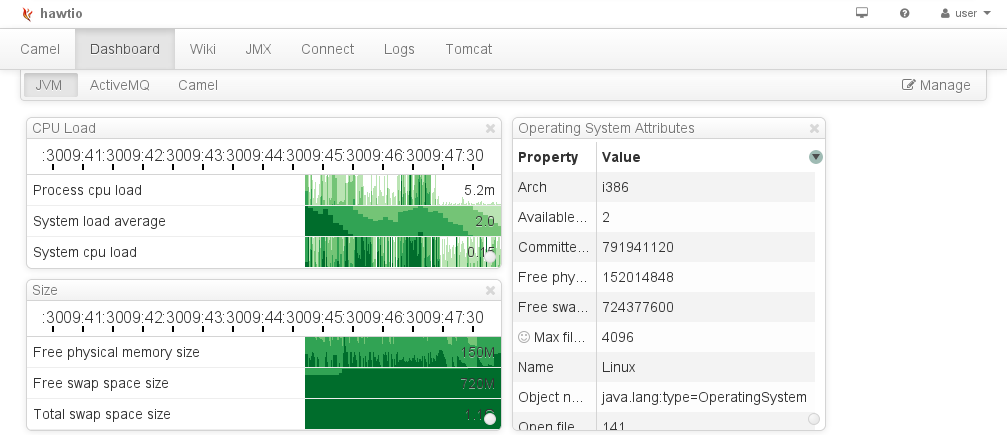 hawtio
user
Camel Dashboard Wiki JMX Connect Logs Tomcat
JVM ActiveMQ Camel Manage
CPU Load
:3009:41:3009:42:3009:43:3009:44:3009:45:3009:46:3009:47:30
Process cpu load 5.2m
System load average 2.0
System cpu load
Size
:3009:41:3009:42:3009:43:3009:44:3009:45:3009:46:3009:47:30
Free physical memory size 150M
Free swap space size 720M
Total swap space size
Operating System Attributes
Property Value
Arch i386
Available... 2
Committe... 791941120
Free phy... 152014848
Free swa... 724377600
Max fil... 4096
Name Linux
Object n... java.lang:type=OperatingSystem
Open file 141